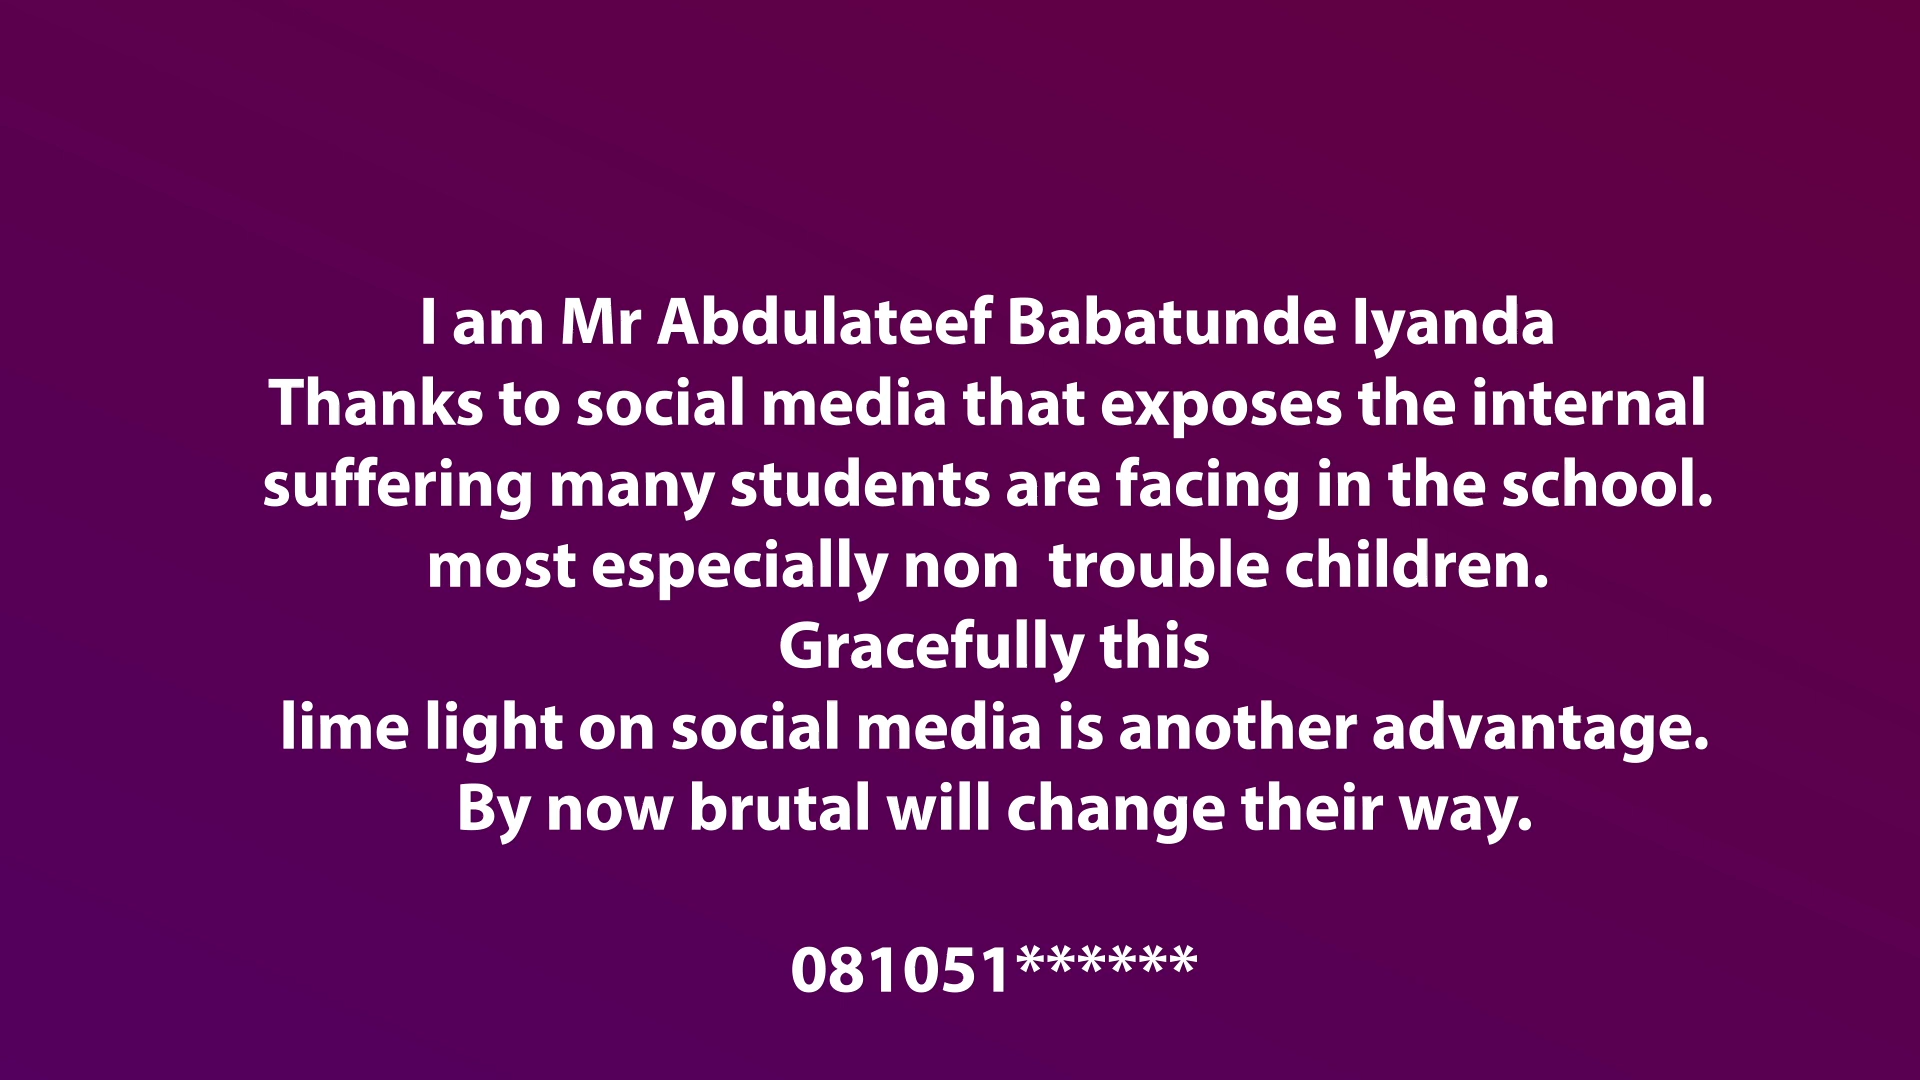 I am Mr Abdulateef Babatunde Iyanda
Thanks to social media that exposes the internal
suffering many students are facing in the school.
most especially non  trouble children.
Gracefully this
lime light on social media is another advantage.
By now brutal will change their way.
081051******